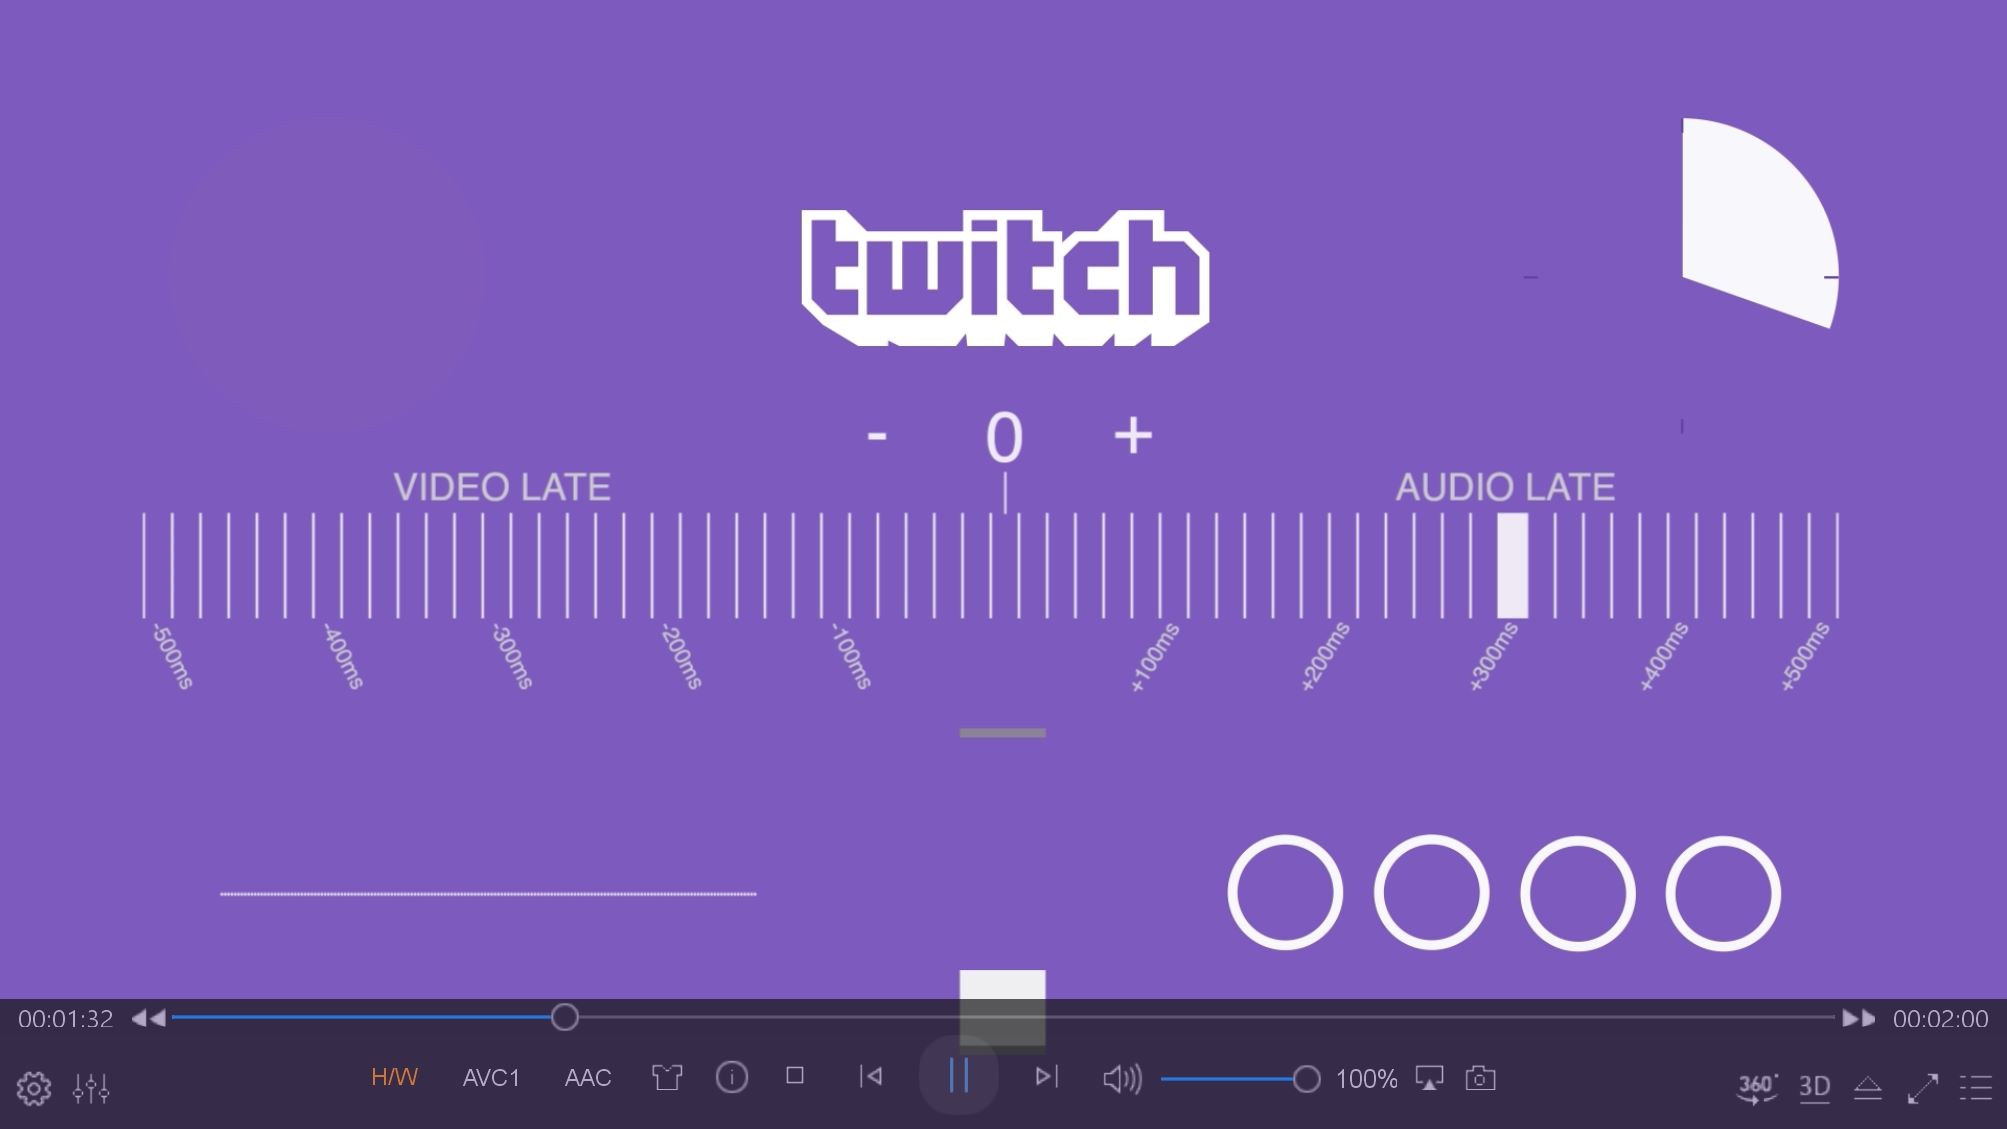 twitch
- 0 +
VIDEO LATE AUDIO LATE
-500ms -400ms -300ms -200ms -100ms +100ms +200ms +300ms +400ms +500ms
00:01:32 00:02:00
H/W AVC1 AAC 100% 360° 3D